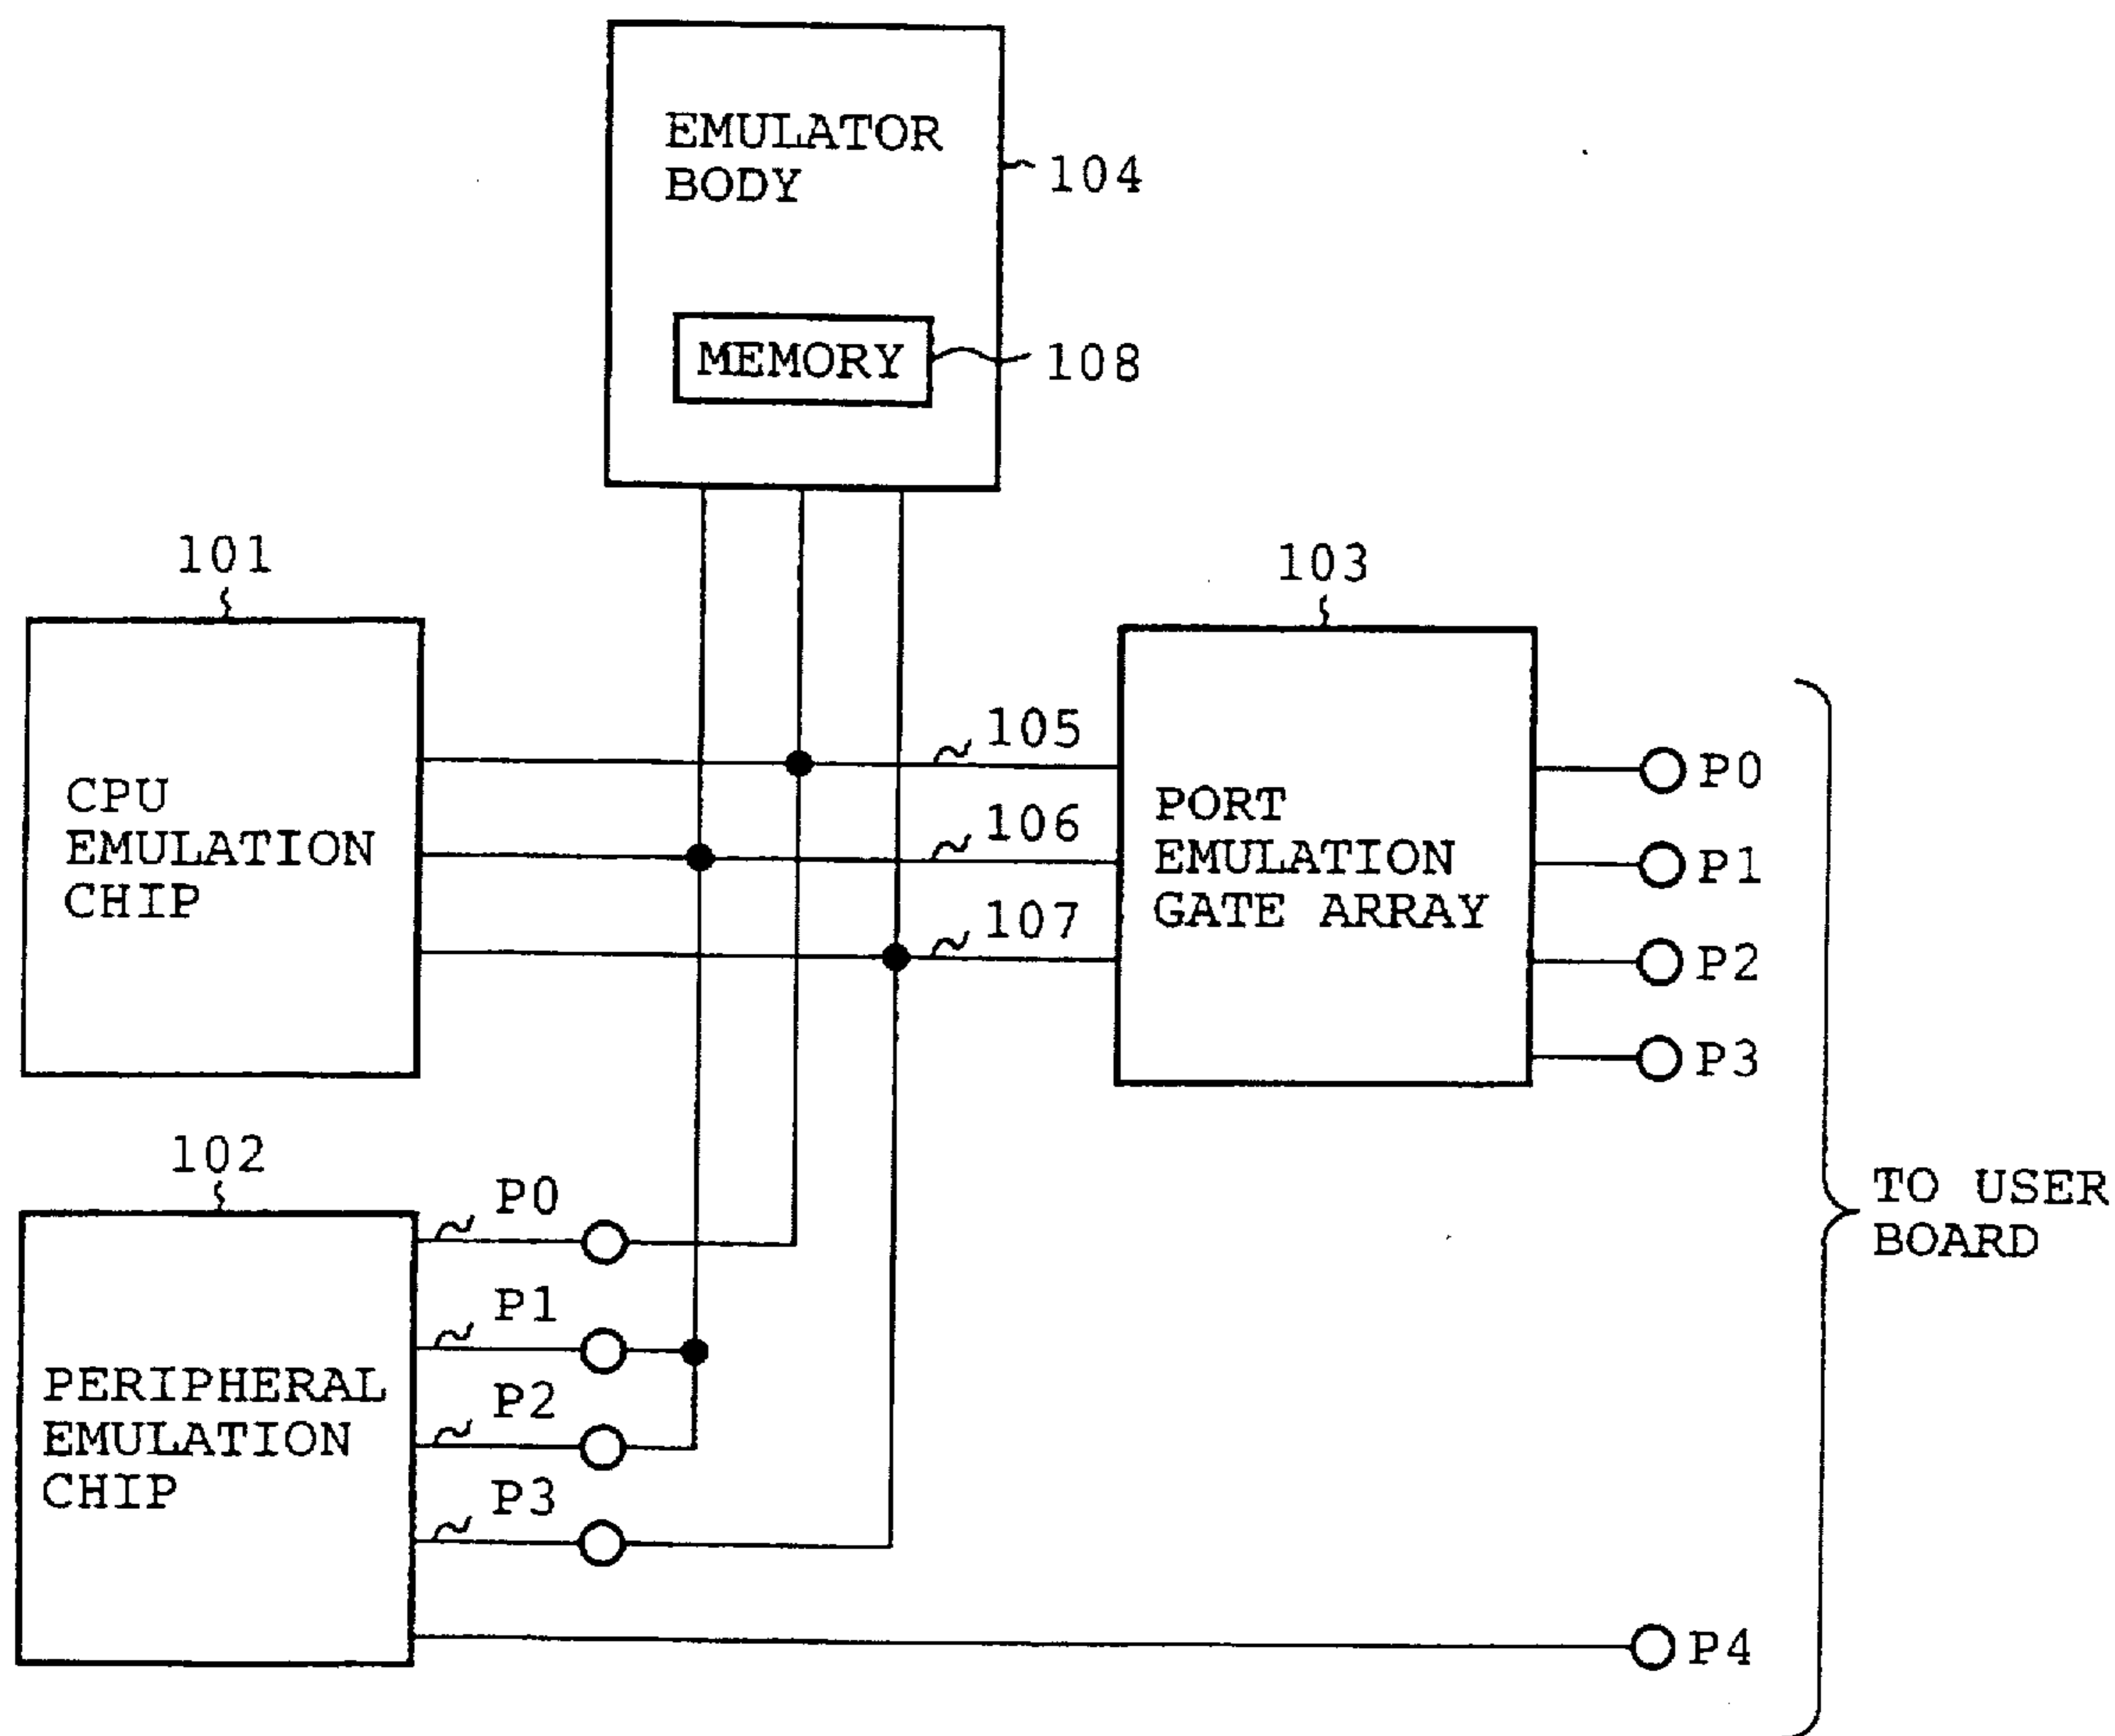 EMULATOR
BODY
104
MEMORY
108
101
103
CPU
EMULATION
CHIP
105
106
107
PORT
EMULATION
GATE ARRAY
P0
P1
P2
P3
102
P0
P1
P2
P3
PERIPHERAL
EMULATION
CHIP
TO USER
BOARD
P4